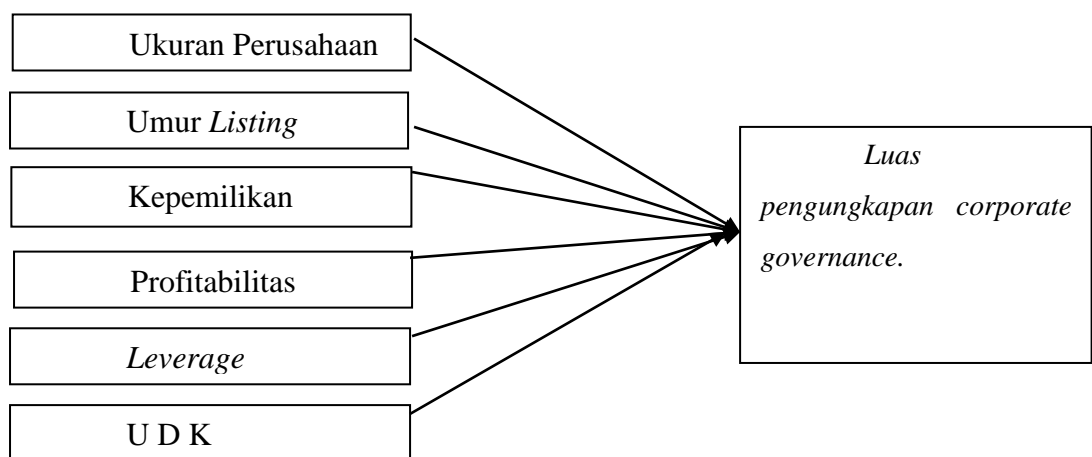 Ukuran Perusahaan
Umur Listing
Kepemilikan
Profitabilitas
Leverage
U D K
Luas
pengungkapan corporate
governance.